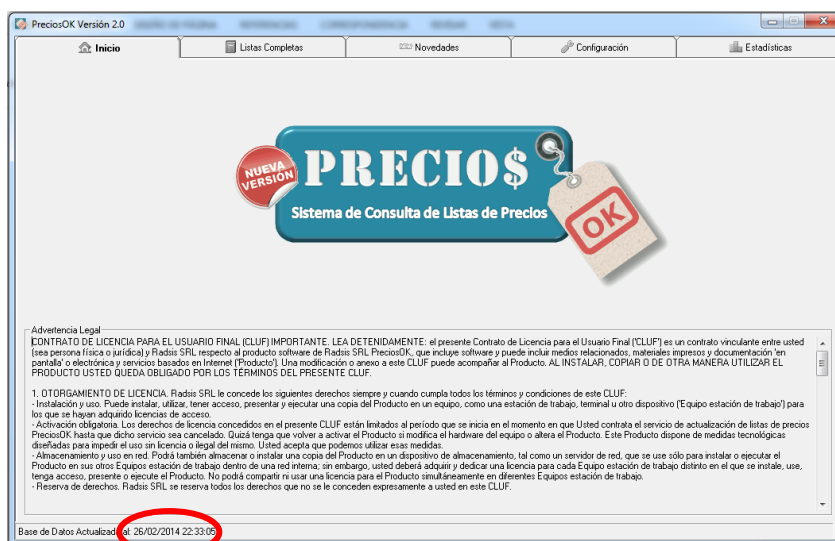 PreciosOK Versión 2.0
Inicio
Listas Completas
Novedades
Configuración
Estadísticas
NUEVA
VERSIÓN
PRECIO$
Sistema de Consulta de Listas de Precios
OK
Advertencia Legal
CONTRATO DE LICENCIA PARA EL USUARIO FINAL (CLUF) IMPORTANTE. LEA DETENIDAMENTE: el presente Contrato de Licencia para el Usuario Final ('CLUF') es un contrato vinculante entre usted
(sea persona física o jurídica) y Radsis SRL respecto al producto software de Radsis SRL PreciosOK, que incluye software y puede incluir medios relacionados, materiales impresos y documentación 'en
pantalla' o electrónica y servicios basados en Internet ('Producto'). Una modificación o anexo a este CLUF puede acompañar al Producto. AL INSTALAR, COPIAR O DE OTRA MANERA UTILIZAR EL
PRODUCTO USTED QUEDA OBLIGADO POR LOS TÉRMINOS DEL PRESENTE CLUF.
1. OTORGAMIENTO DE LICENCIA. Radsis SRL le concede los siguientes derechos siempre y cuando cumpla todos los términos y condiciones de este CLUF:
- Instalación y uso. Puede instalar, utilizar, tener acceso, presentar y ejecutar una copia del Producto en un equipo, como una estación de trabajo, terminal u otro dispositivo ('Equipo estación de trabajo') para
los que se hayan adquirido licencias de acceso.
- Activación obligatoria. Los derechos de licencia concedidos en el presente CLUF están limitados al período que se inicia en el momento en que Usted contrata el servicio de actualización de listas de precios
PreciosOK hasta que dicho servicio sea cancelado. Quizá tenga que volver a activar el Producto si modifica el hardware del equipo o altera el Producto. Este Producto dispone de medidas tecnológicas
diseñadas para impedir el uso sin licencia o ilegal del mismo. Usted acepta que podemos utilizar esas medidas.
- Almacenamiento y uso en red. Podrá también almacenar o instalar una copia del Producto en un dispositivo de almacenamiento, tal como un servidor de red, que se use sólo para instalar o ejecutar el
Producto en sus otros Equipos estación de trabajo dentro de una red interna; sin embargo, usted deberá adquirir y dedicar una licencia para cada Equipo estación de trabajo distinto en el que se instale, use,
tenga acceso, presente o ejecute el Producto. No podrá compartir ni usar una licencia para el Producto simultáneamente en diferentes Equipos estación de trabajo.
- Reserva de derechos. Radsis SRL se reserva todos los derechos que no se le conceden expresamente a usted en este CLUF.
Base de Datos Actualizada al: 26/02/2014 22:33:05